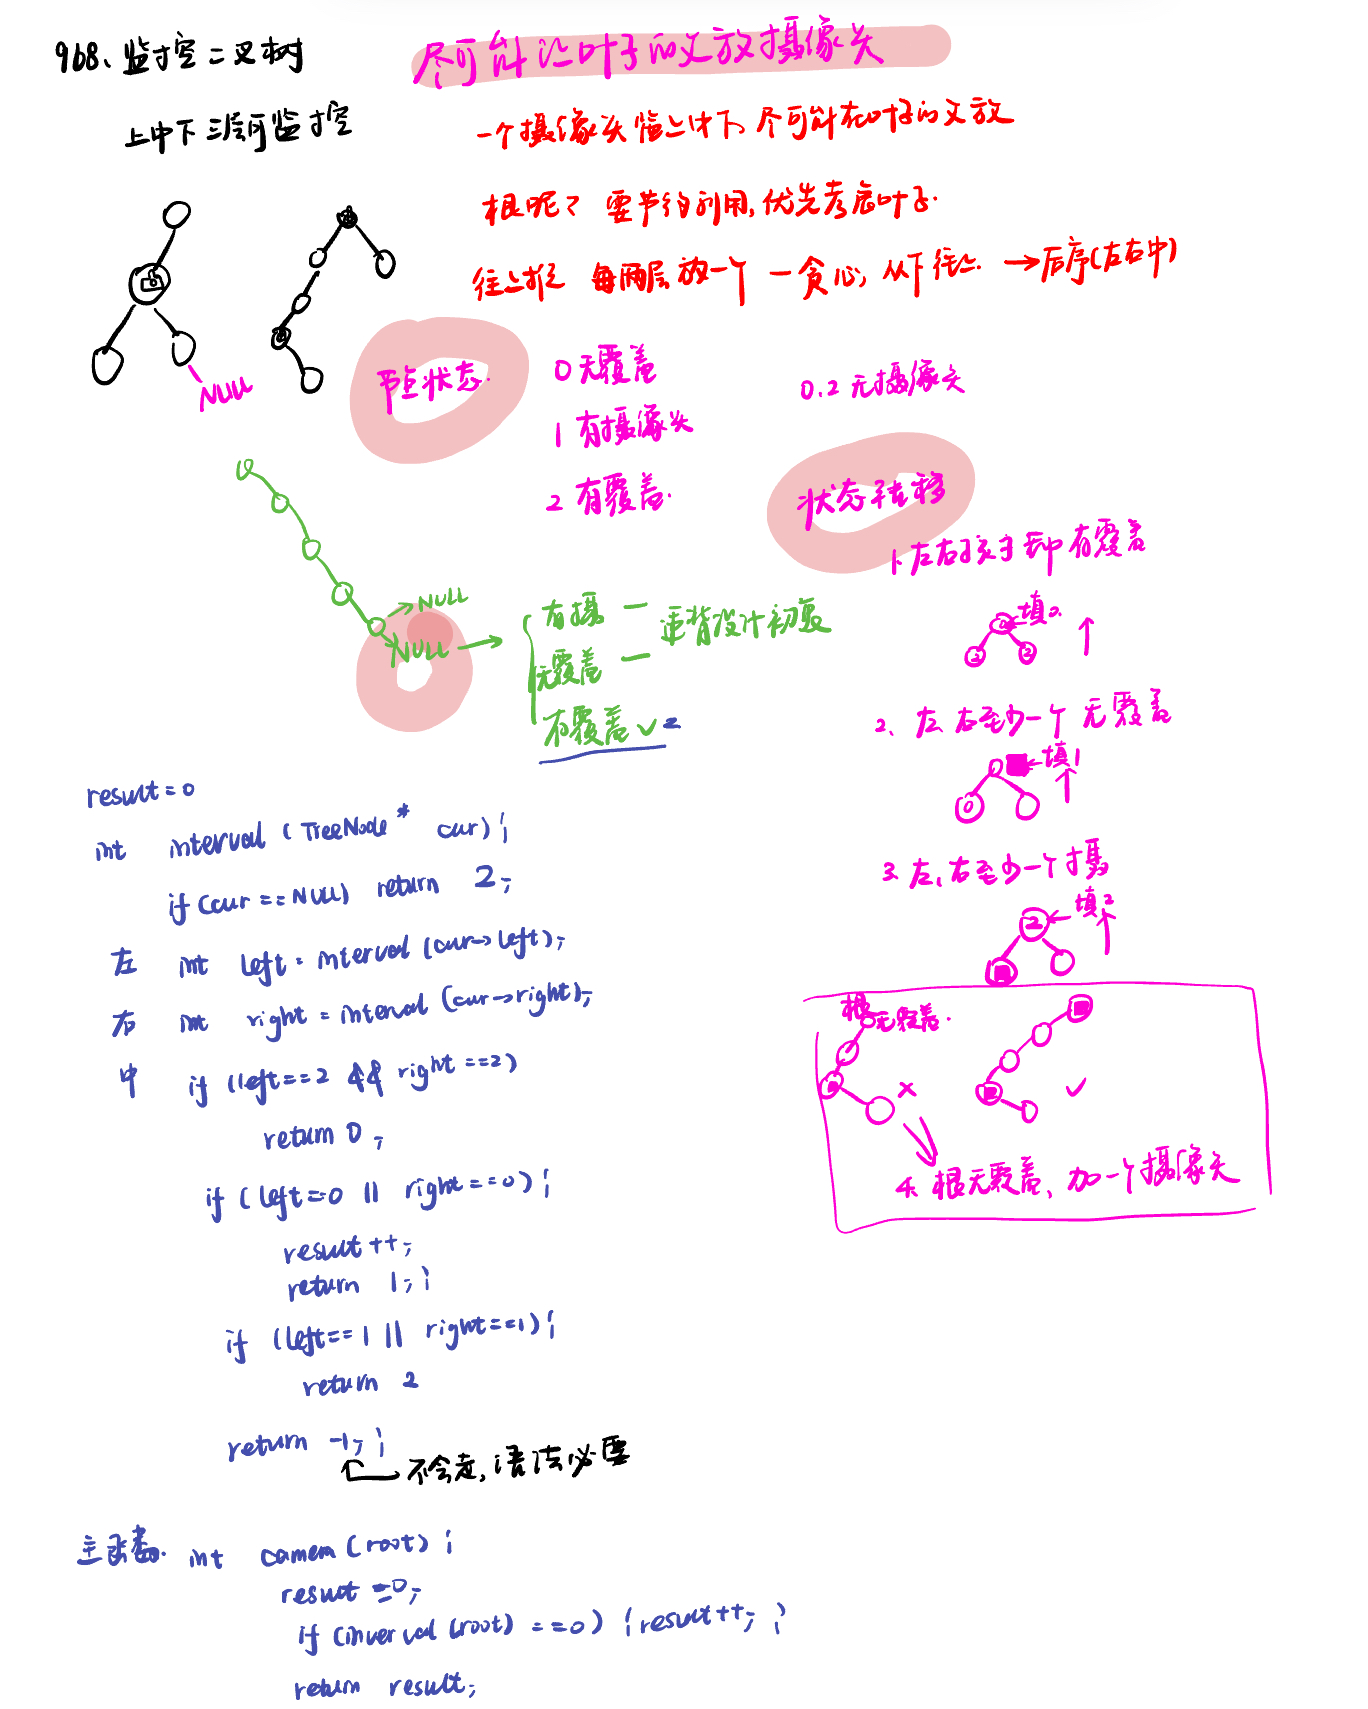 968、监控二叉树
尽可能让叶子的父放摄像头
上中下三层可监控
一个摄像头监上中下、尽可能在叶子的父放
根呢? 要节约利用,优先考虑叶子.
往上推 每两层放一个 — 贪心, 从下往上. →后序(左右中)
NULL
节点状态.
0 无覆盖
1 有摄像头
2 有覆盖.
0.2 无摄像头
状态转移
1、左右孩子都有覆盖
填0
2 2
2、左、右至少一个无覆盖
填1
0
3、左、右至少一个摄
填2
2
根无覆盖.
× ✓
4、根无覆盖、加一个摄像头
NULL
NULL →
有摄 —
无覆盖 —
违背设计初衷
有覆盖 ✓ 2
result=0
int interval (TreeNode* cur){
if (cur == NULL) return 2;
左 int left = interval (cur->left);
右 int right = interval (cur->right);
中 if (left==2 && right ==2)
return 0;
if (left==0 || right ==0){
result ++;
return 1; }
if (left==1 || right==1){
return 2
return -1; }
不会走,语法必要
主函数. int camera (root) {
result =0;
if (interval (root) ==0) {result++; }
return result;